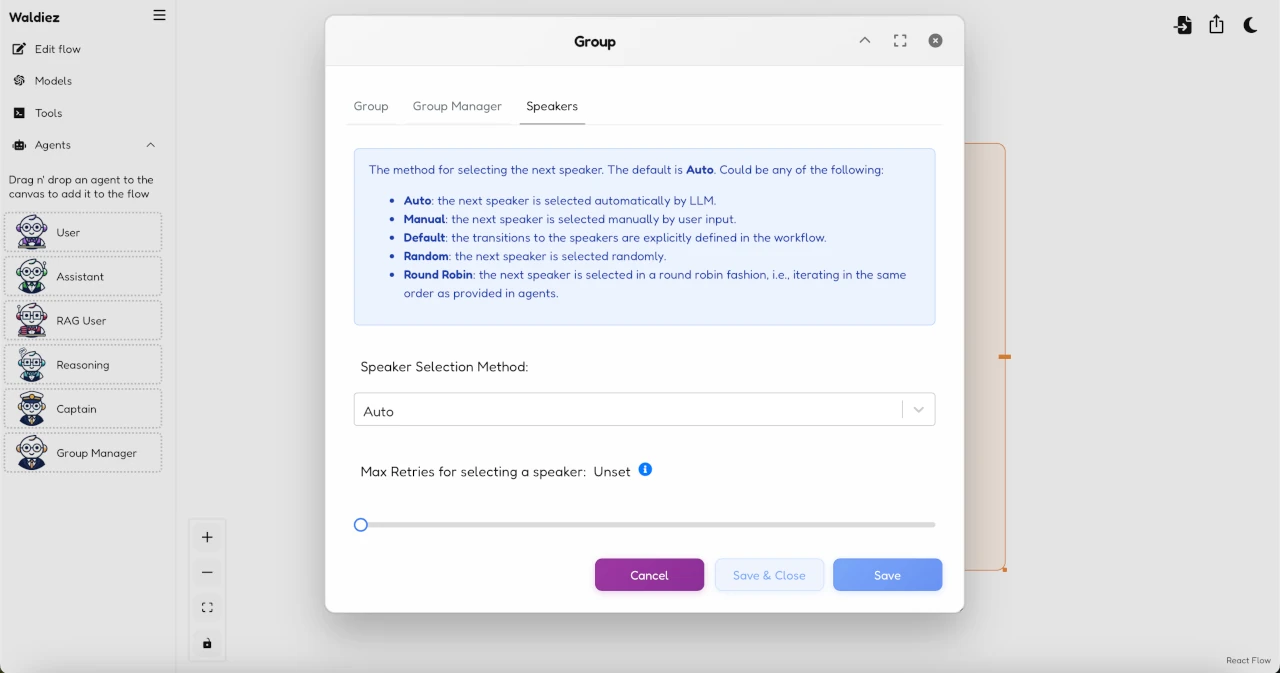 Waldiez
Edit flow
Models
Tools
Agents
Drag n' drop an agent to the
canvas to add it to the flow
User
Assistant
RAG User
Reasoning
Captain
Group Manager
Group
Group
Group Manager
Speakers
The method for selecting the next speaker. The default is Auto. Could be any of the following:
Auto: the next speaker is selected automatically by LLM.
Manual: the next speaker is selected manually by user input.
Default: the transitions to the speakers are explicitly defined in the workflow.
Random: the next speaker is selected randomly.
Round Robin: the next speaker is selected in a round robin fashion, i.e., iterating in the same
order as provided in agents.
Speaker Selection Method:
Auto
Max Retries for selecting a speaker: Unset
Cancel
Save & Close
Save
React Flow